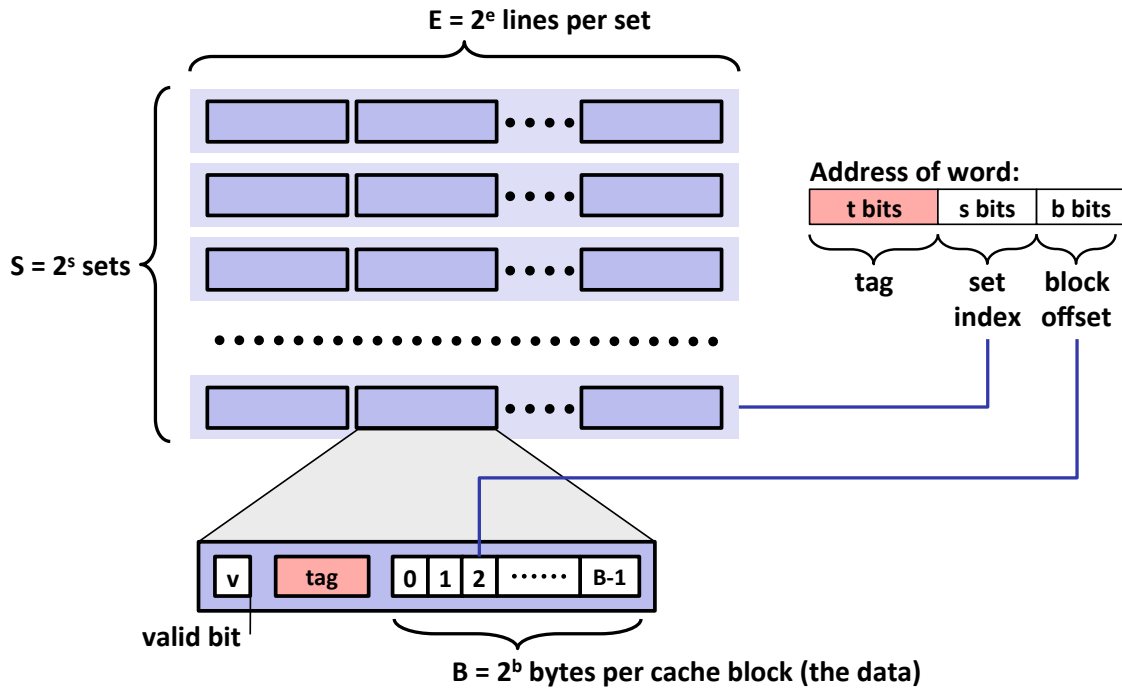 E = 2ᵉ lines per set
Address of word:
t bits s bits b bits
S = 2ˢ sets
tag set block
index offset
v tag 0 1 2 ······ B-1
valid bit
B = 2ᵇ bytes per cache block (the data)